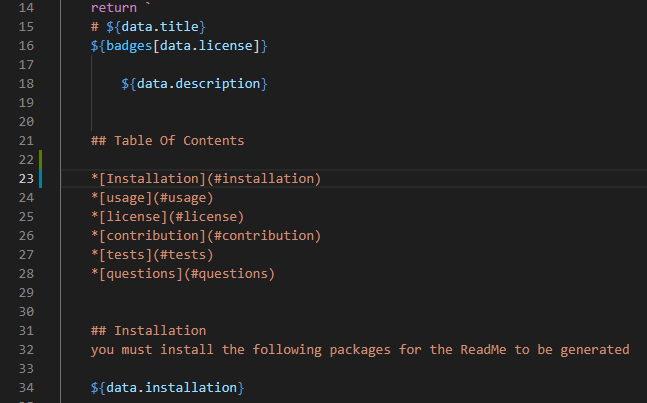 14 return `
15 # ${data.title}
16 ${badges[data.license]}
17
18 ${data.description}
19
20
21 ## Table Of Contents
22
23 *[Installation](#installation)
24 *[usage](#usage)
25 *[license](#license)
26 *[contribution](#contribution)
27 *[tests](#tests)
28 *[questions](#questions)
29
30
31 ## Installation
32 you must install the following packages for the ReadMe to be generated
33
34 ${data.installation}